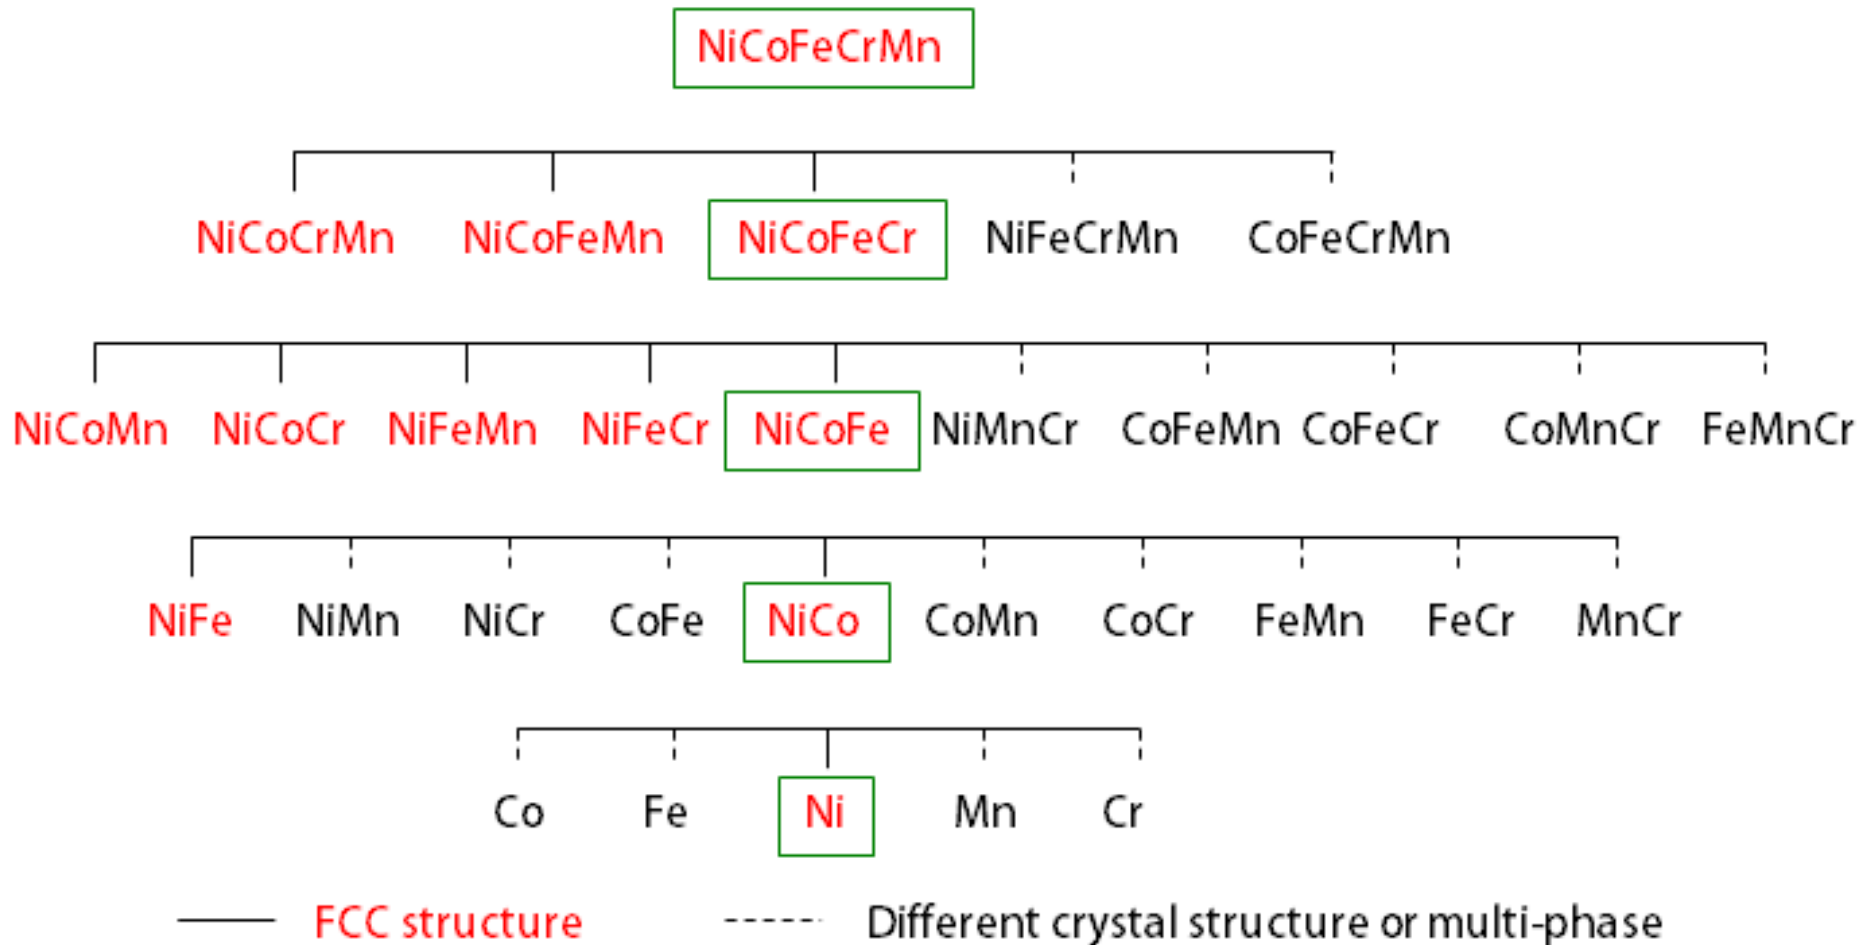 NiCoFeCrMn
NiCoCrMn NiCoFeMn NiCoFeCr NiFeCrMn CoFeCrMn
NiCoMn NiCoCr NiFeMn NiFeCr NiCoFe NiMnCr CoFeMn CoFeCr CoMnCr FeMnCr
NiFe NiMn NiCr CoFe NiCo CoMn CoCr FeMn FeCr MnCr
Co Fe Ni Mn Cr
FCC structure Different crystal structure or multi-phase